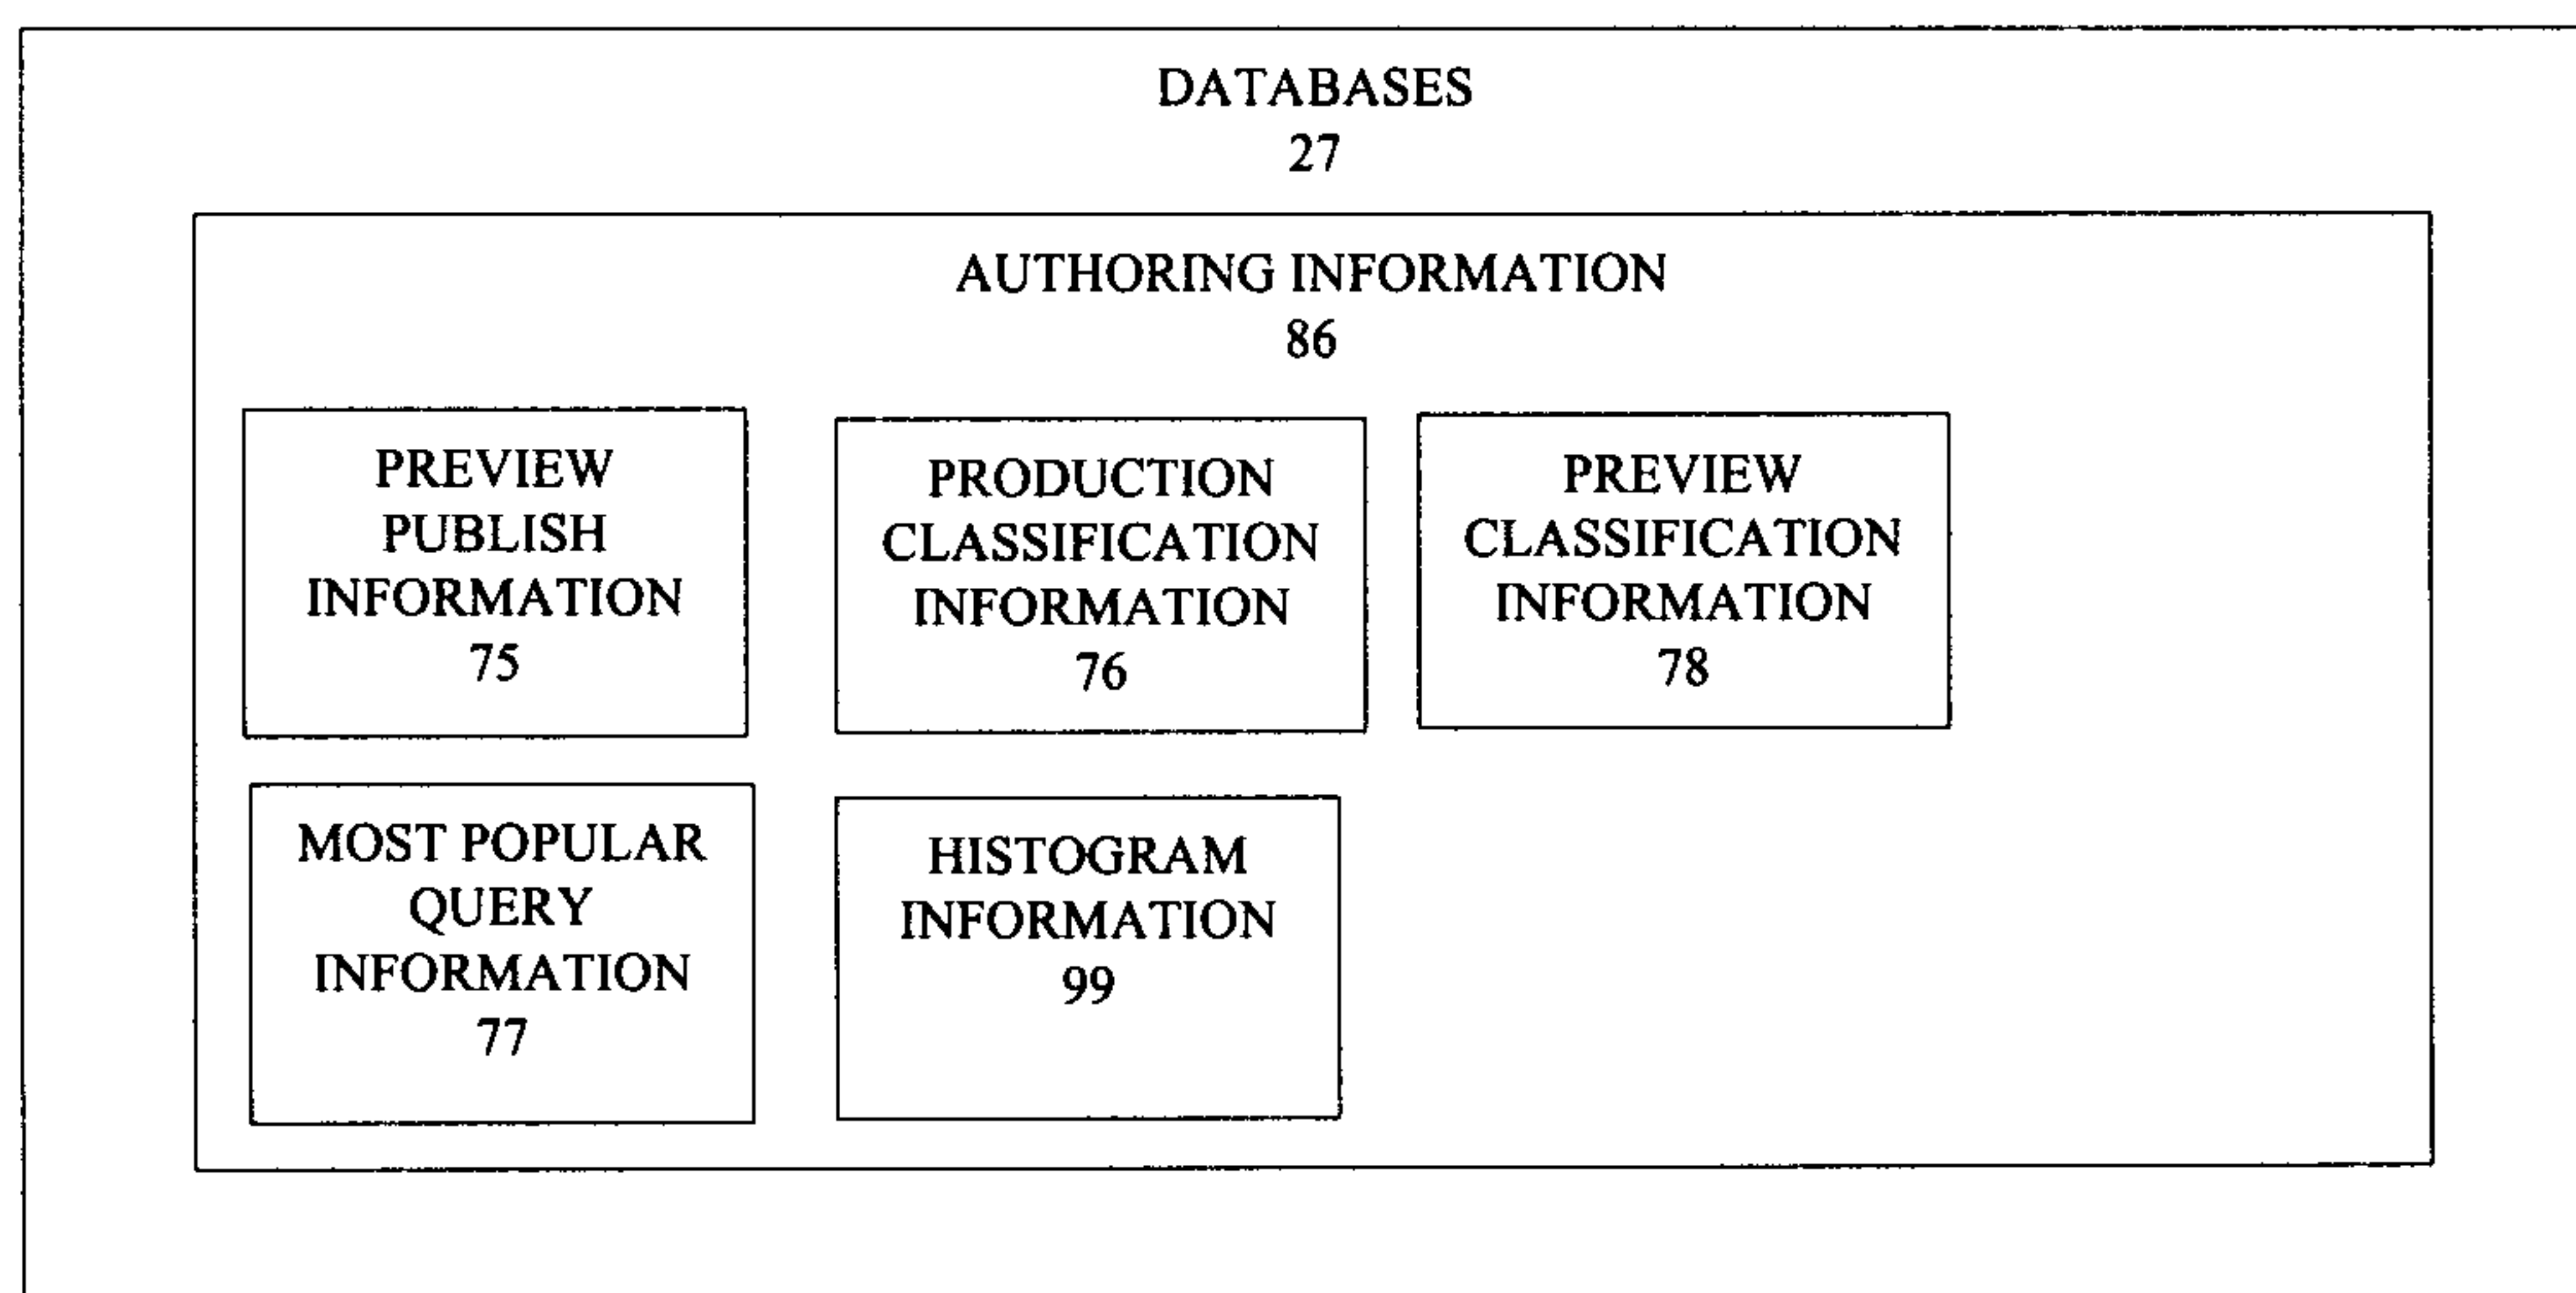 DATABASES
27
AUTHORING INFORMATION
86
PREVIEW
PUBLISH
INFORMATION
75
PRODUCTION
CLASSIFICATION
INFORMATION
76
PREVIEW
CLASSIFICATION
INFORMATION
78
MOST POPULAR
QUERY
INFORMATION
77
HISTOGRAM
INFORMATION
99